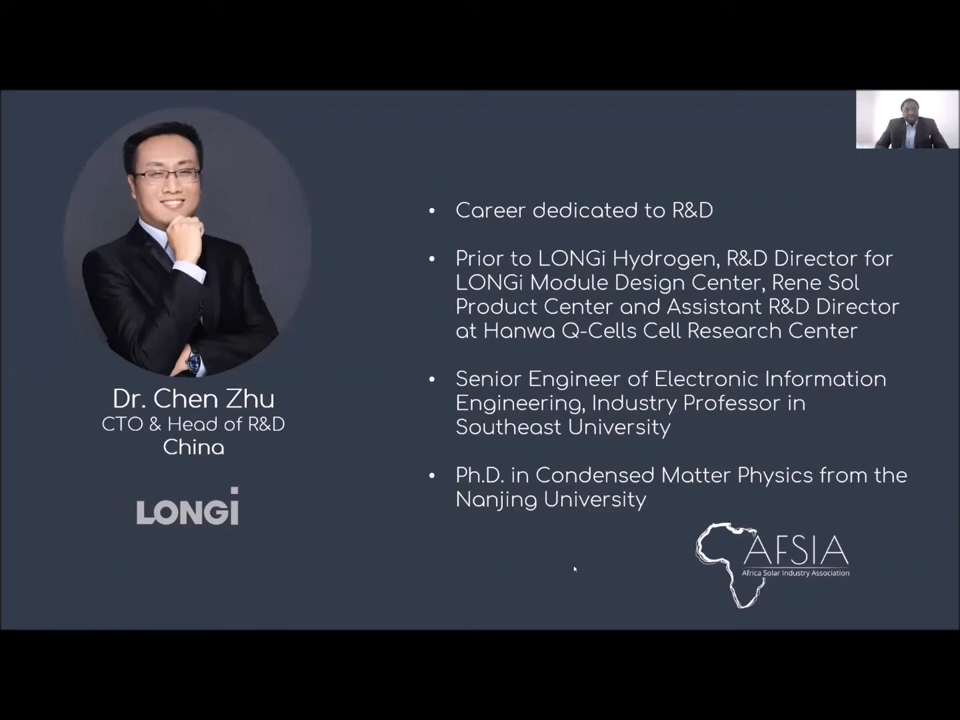 Dr. Chen Zhu
CTO & Head of R&D
China
LONGi
• Career dedicated to R&D
• Prior to LONGi Hydrogen, R&D Director for
LONGi Module Design Center, Rene Sol
Product Center and Assistant R&D Director
at Hanwa Q-Cells Cell Research Center
• Senior Engineer of Electronic Information
Engineering, Industry Professor in
Southeast University
• Ph.D. in Condensed Matter Physics from the
Nanjing University
AFSIA
Africa Solar Industry Association